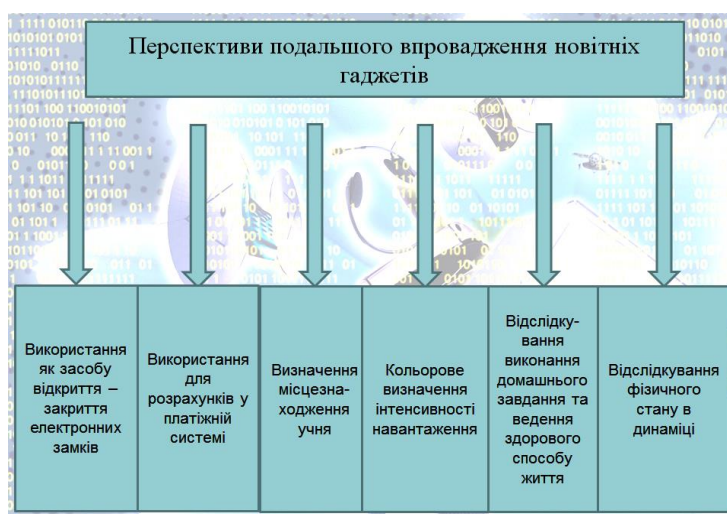 Перспективи подальшого впровадження новітніх
гаджетів
Використання
як засобу
відкриття –
закриття
електронних
замків
Використання
для
розрахунків у
платіжній
системі
Визначення
місцезна-
ходження
учня
Кольорове
визначення
інтенсивності
навантаження
Відслідку-
вання
виконання
домашнього
завдання та
ведення
здорового
способу
життя
Відслідкування
фізичного
стану в
динаміці